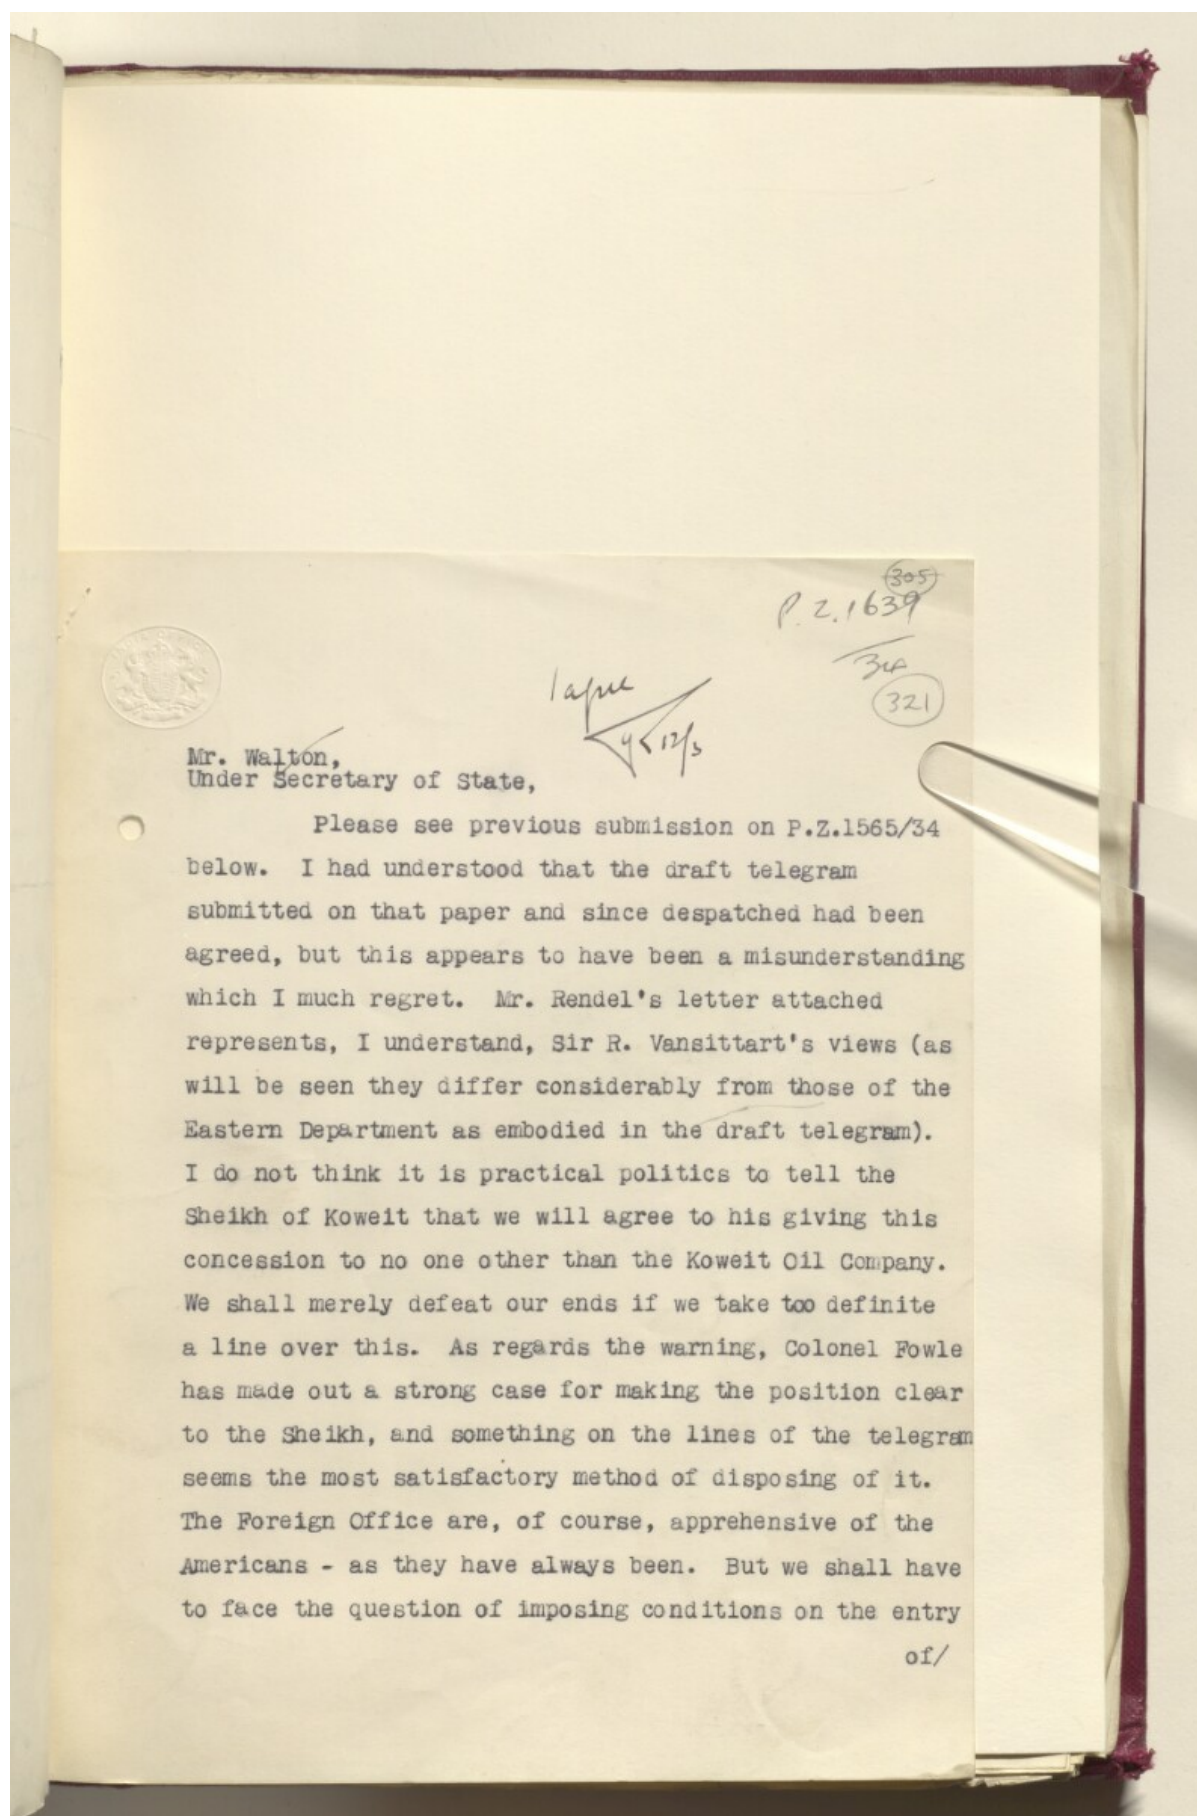 305
P.Z.1639
34
321
I agree
12/3
Mr. Walton,
Under Secretary of State,
Please see previous submission on P.Z.1565/34
below. I had understood that the draft telegram
submitted on that paper and since despatched had been
agreed, but this appears to have been a misunderstanding
which I much regret. Mr. Rendel's letter attached
represents, I understand, Sir R. Vansittart's views (as
will be seen they differ considerably from those of the
Eastern Department as embodied in the draft telegram).
I do not think it is practical politics to tell the
Sheikh of Koweit that we will agree to his giving this
concession to no one other than the Koweit Oil Company.
We shall merely defeat our ends if we take too definite
a line over this. As regards the warning, Colonel Fowle
has made out a strong case for making the position clear
to the Sheikh, and something on the lines of the telegram
seems the most satisfactory method of disposing of it.
The Foreign Office are, of course, apprehensive of the
Americans - as they have always been. But we shall have
to face the question of imposing conditions on the entry
of/